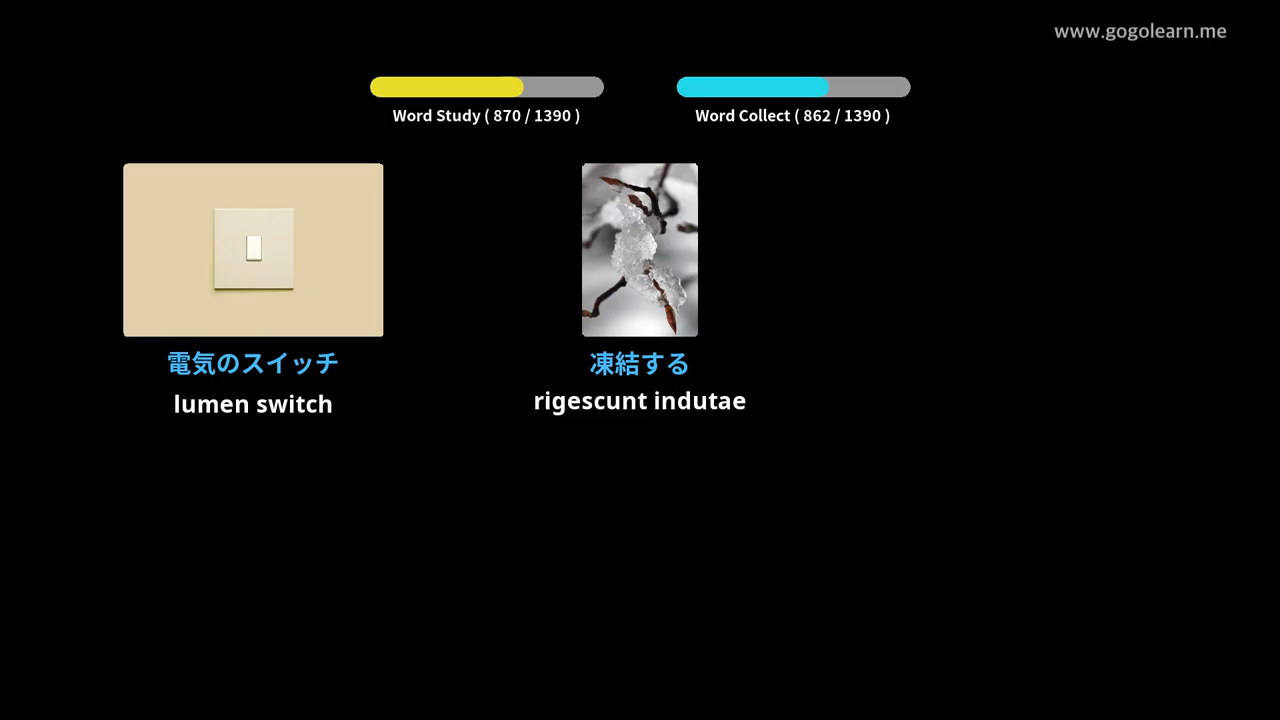 www.gogolearn.me
Word Study ( 870 / 1390 )
Word Collect ( 862 / 1390 )
電気のスイッチ
lumen switch
凍結する
rigescunt indutae